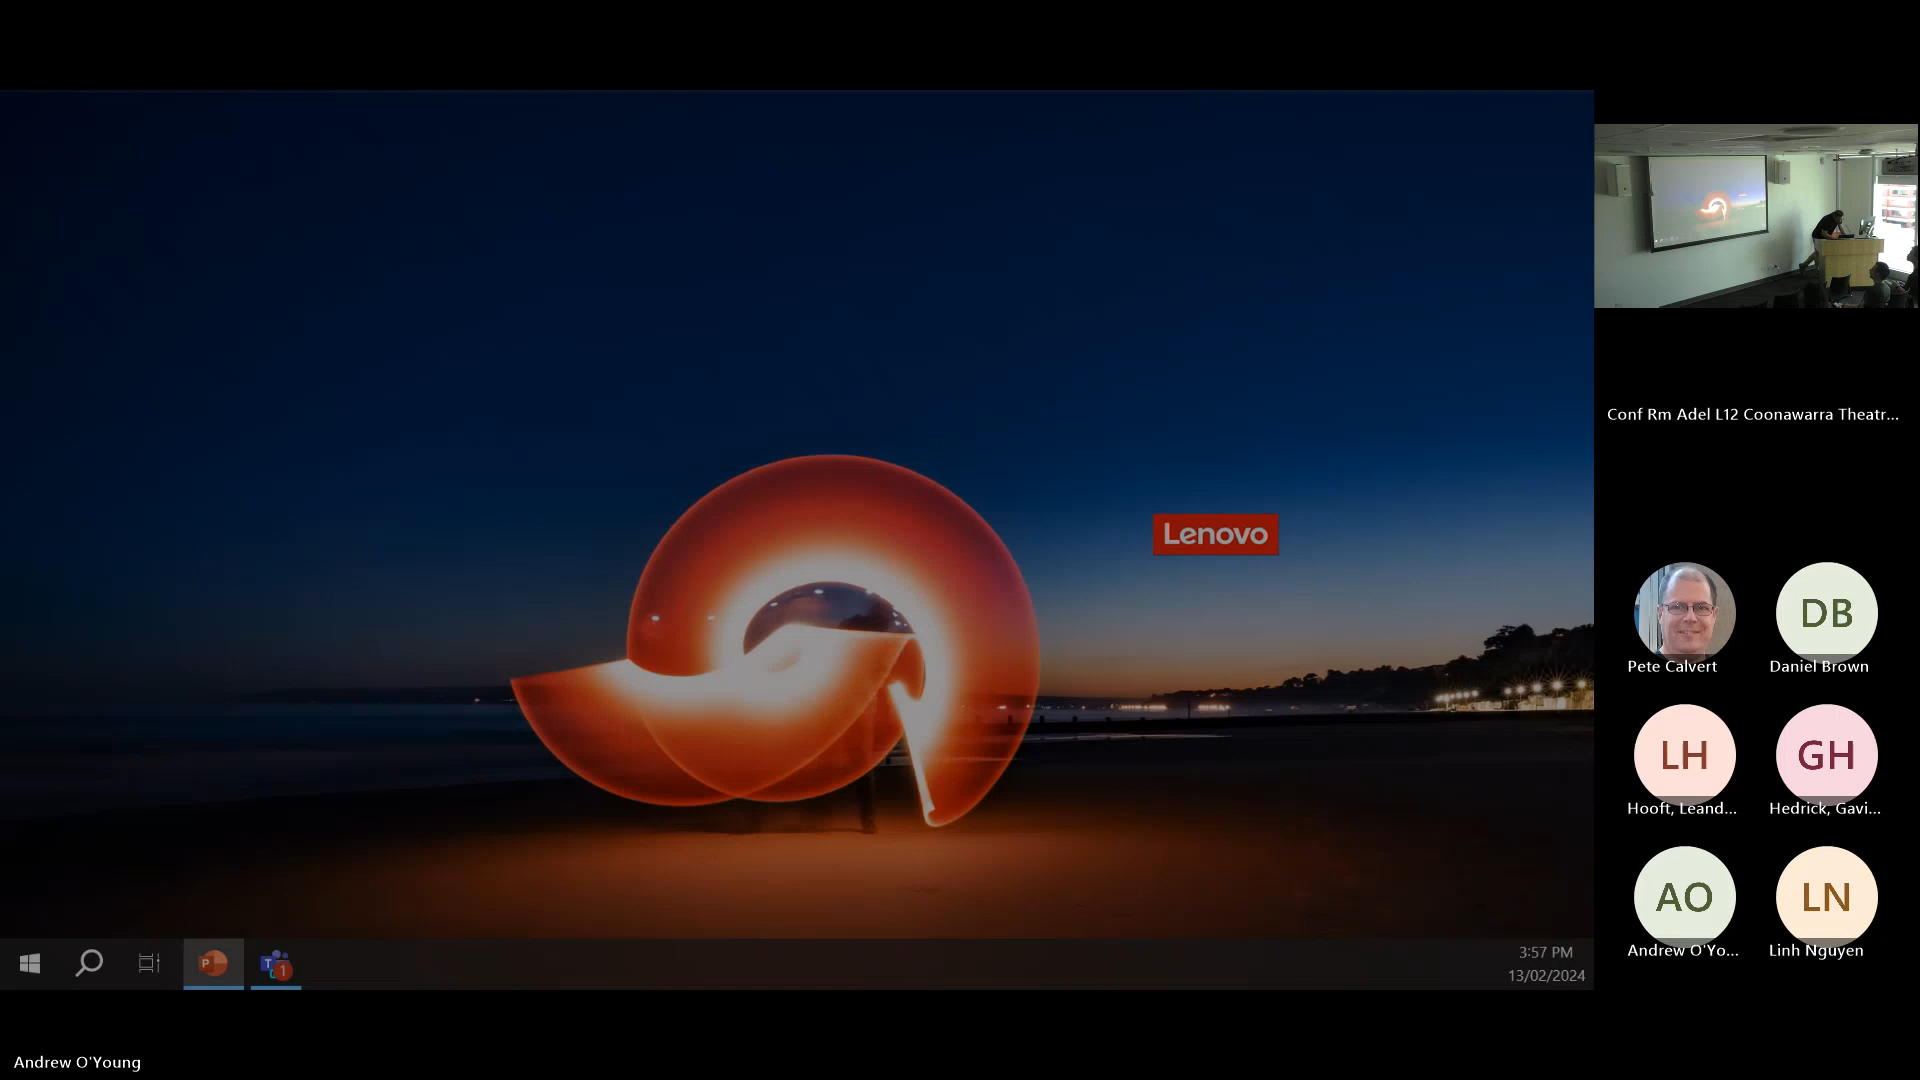 Lenovo
Conf Rm Adel L12 Coonawarra Theatr...
Pete Calvert
DB
Daniel Brown
LH
Hooft, Leand...
GH
Hedrick, Gavi...
AO
Andrew O'Yo...
LN
Linh Nguyen
P
T
1
3:57 PM
13/02/2024
Andrew O'Young